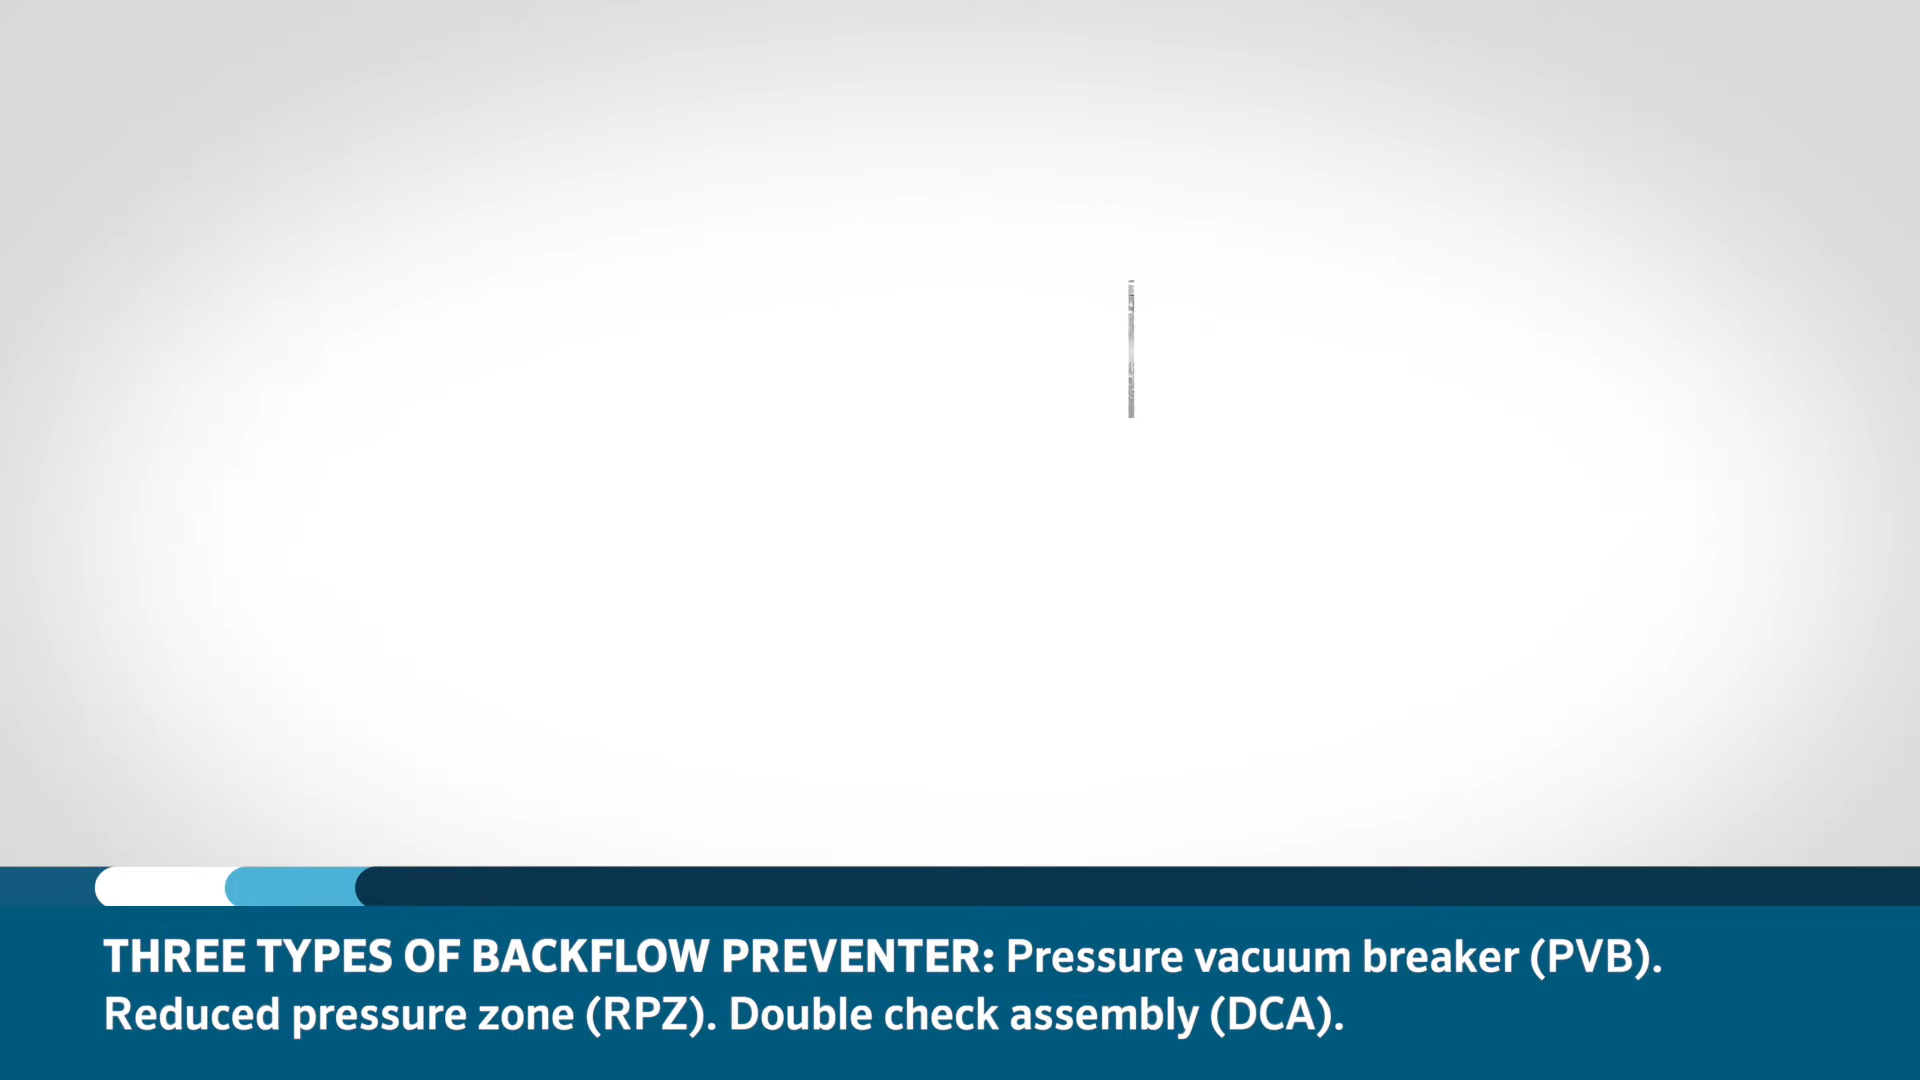 THREE TYPES OF BACKFLOW PREVENTER: Pressure vacuum breaker (PVB).
Reduced pressure zone (RPZ). Double check assembly (DCA).